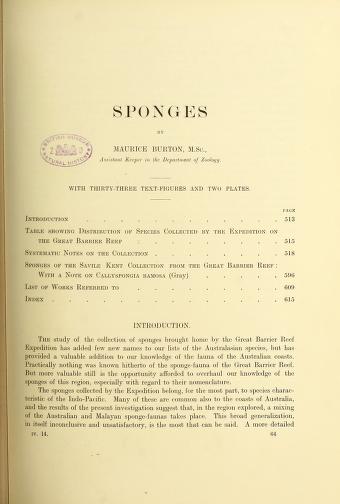 SPONGES
BY
MAURICE BURTON, M.Sc.,
Assistant Keeper in the Department of Zoology.
BRITISH MUSEUM
NATURAL HISTORY
WITH THIRTY-THREE TEXT-FIGURES AND TWO PLATES.
PAGE
Introduction . . . . . . . . . . 513
Table showing Distribution of Species Collected by the Expedition on
the Great Barrier Reef . . . . . . . . 515
Systematic Notes on the Collection . . . . . . . 518
Sponges of the Savile Kent Collection from the Great Barrier Reef:
With a Note on Callyspongia ramosa (Gray) . . . . . 596
List of Works Referred to . . . . . . . . 609
Index . . . . . . . . . . . 615
INTRODUCTION.
The study of the collection of sponges brought home by the Great Barrier Reef
Expedition has added few new names to our lists of the Australasian species, but has
provided a valuable addition to our knowledge of the fauna of the Australian coasts.
Practically nothing was known hitherto of the sponge-fauna of the Great Barrier Reef.
But more valuable still is the opportunity afforded to overhaul our knowledge of the
sponges of this region, especially with regard to their nomenclature.
The sponges collected by the Expedition belong, for the most part, to species charac-
teristic of the Indo-Pacific. Many of these are common also to the coasts of Australia,
and the results of the present investigation suggest that, in the region explored, a mixing
of the Australian and Malayan sponge-faunas takes place. This broad generalization,
in itself inconclusive and unsatisfactory, is the most that can be said. A more detailed
iv. 14. 64